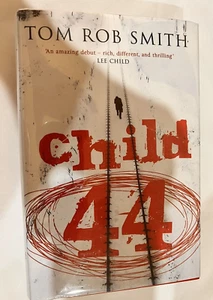 TOM ROB SMITH
'An amazing debut – rich, different, and thrilling'
LEE CHILD
child
44